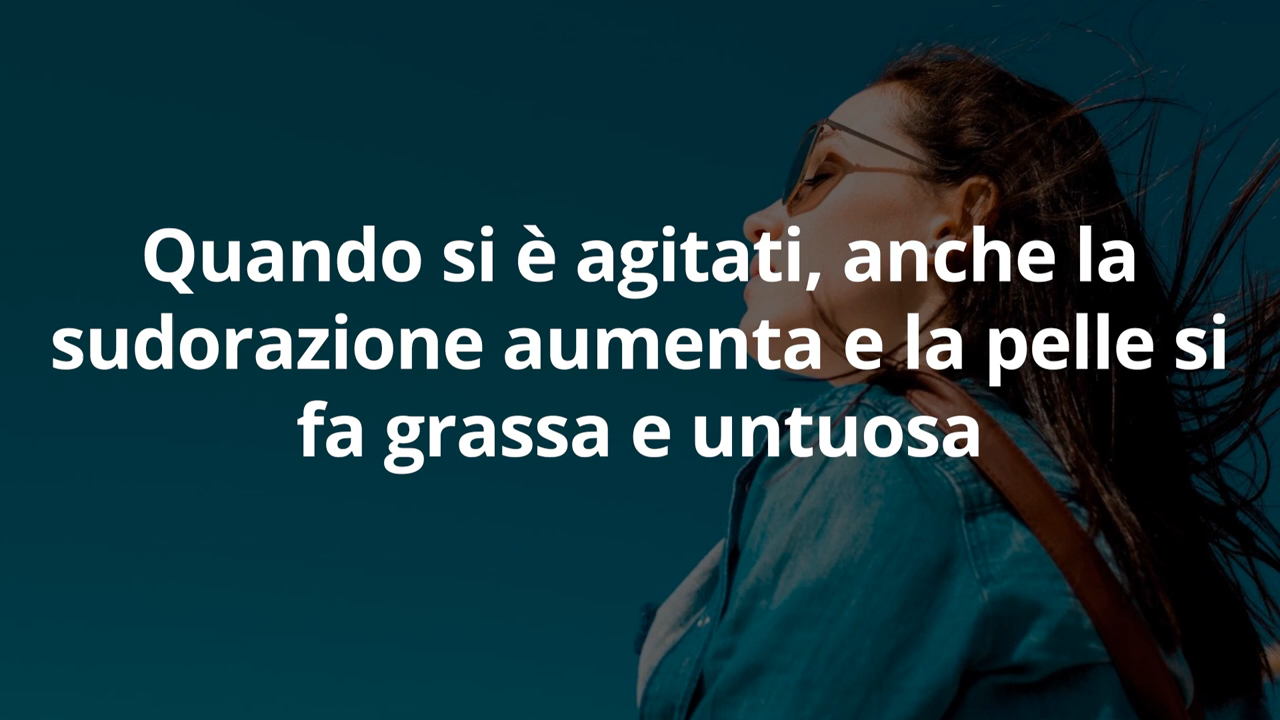 Quando si è agitati, anche la
sudorazione aumenta e la pelle si
fa grassa e untuosa